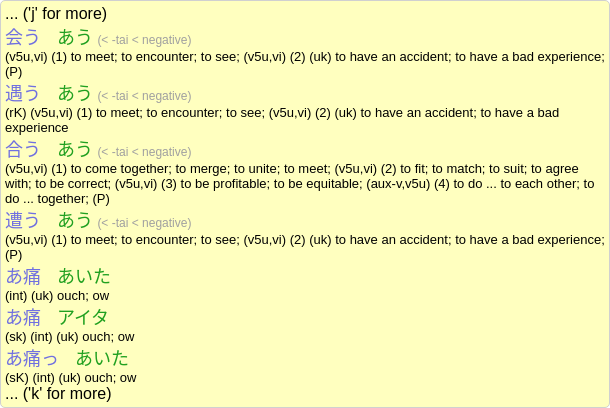 ... ('j' for more)
会う あう (< -tai < negative)
(v5u,vi) (1) to meet; to encounter; to see; (v5u,vi) (2) (uk) to have an accident; to have a bad experience;
(P)
遇う あう (< -tai < negative)
(rK) (v5u,vi) (1) to meet; to encounter; to see; (v5u,vi) (2) (uk) to have an accident; to have a bad
experience
合う あう (< -tai < negative)
(v5u,vi) (1) to come together; to merge; to unite; to meet; (v5u,vi) (2) to fit; to match; to suit; to agree
with; to be correct; (v5u,vi) (3) to be profitable; to be equitable; (aux-v,v5u) (4) to do ... to each other; to
do ... together; (P)
遭う あう (< -tai < negative)
(v5u,vi) (1) to meet; to encounter; to see; (v5u,vi) (2) (uk) to have an accident; to have a bad experience;
(P)
あ痛 あいた
(int) (uk) ouch; ow
あ痛 アイタ
(sk) (int) (uk) ouch; ow
あ痛っ あいた
(sK) (int) (uk) ouch; ow
... ('k' for more)